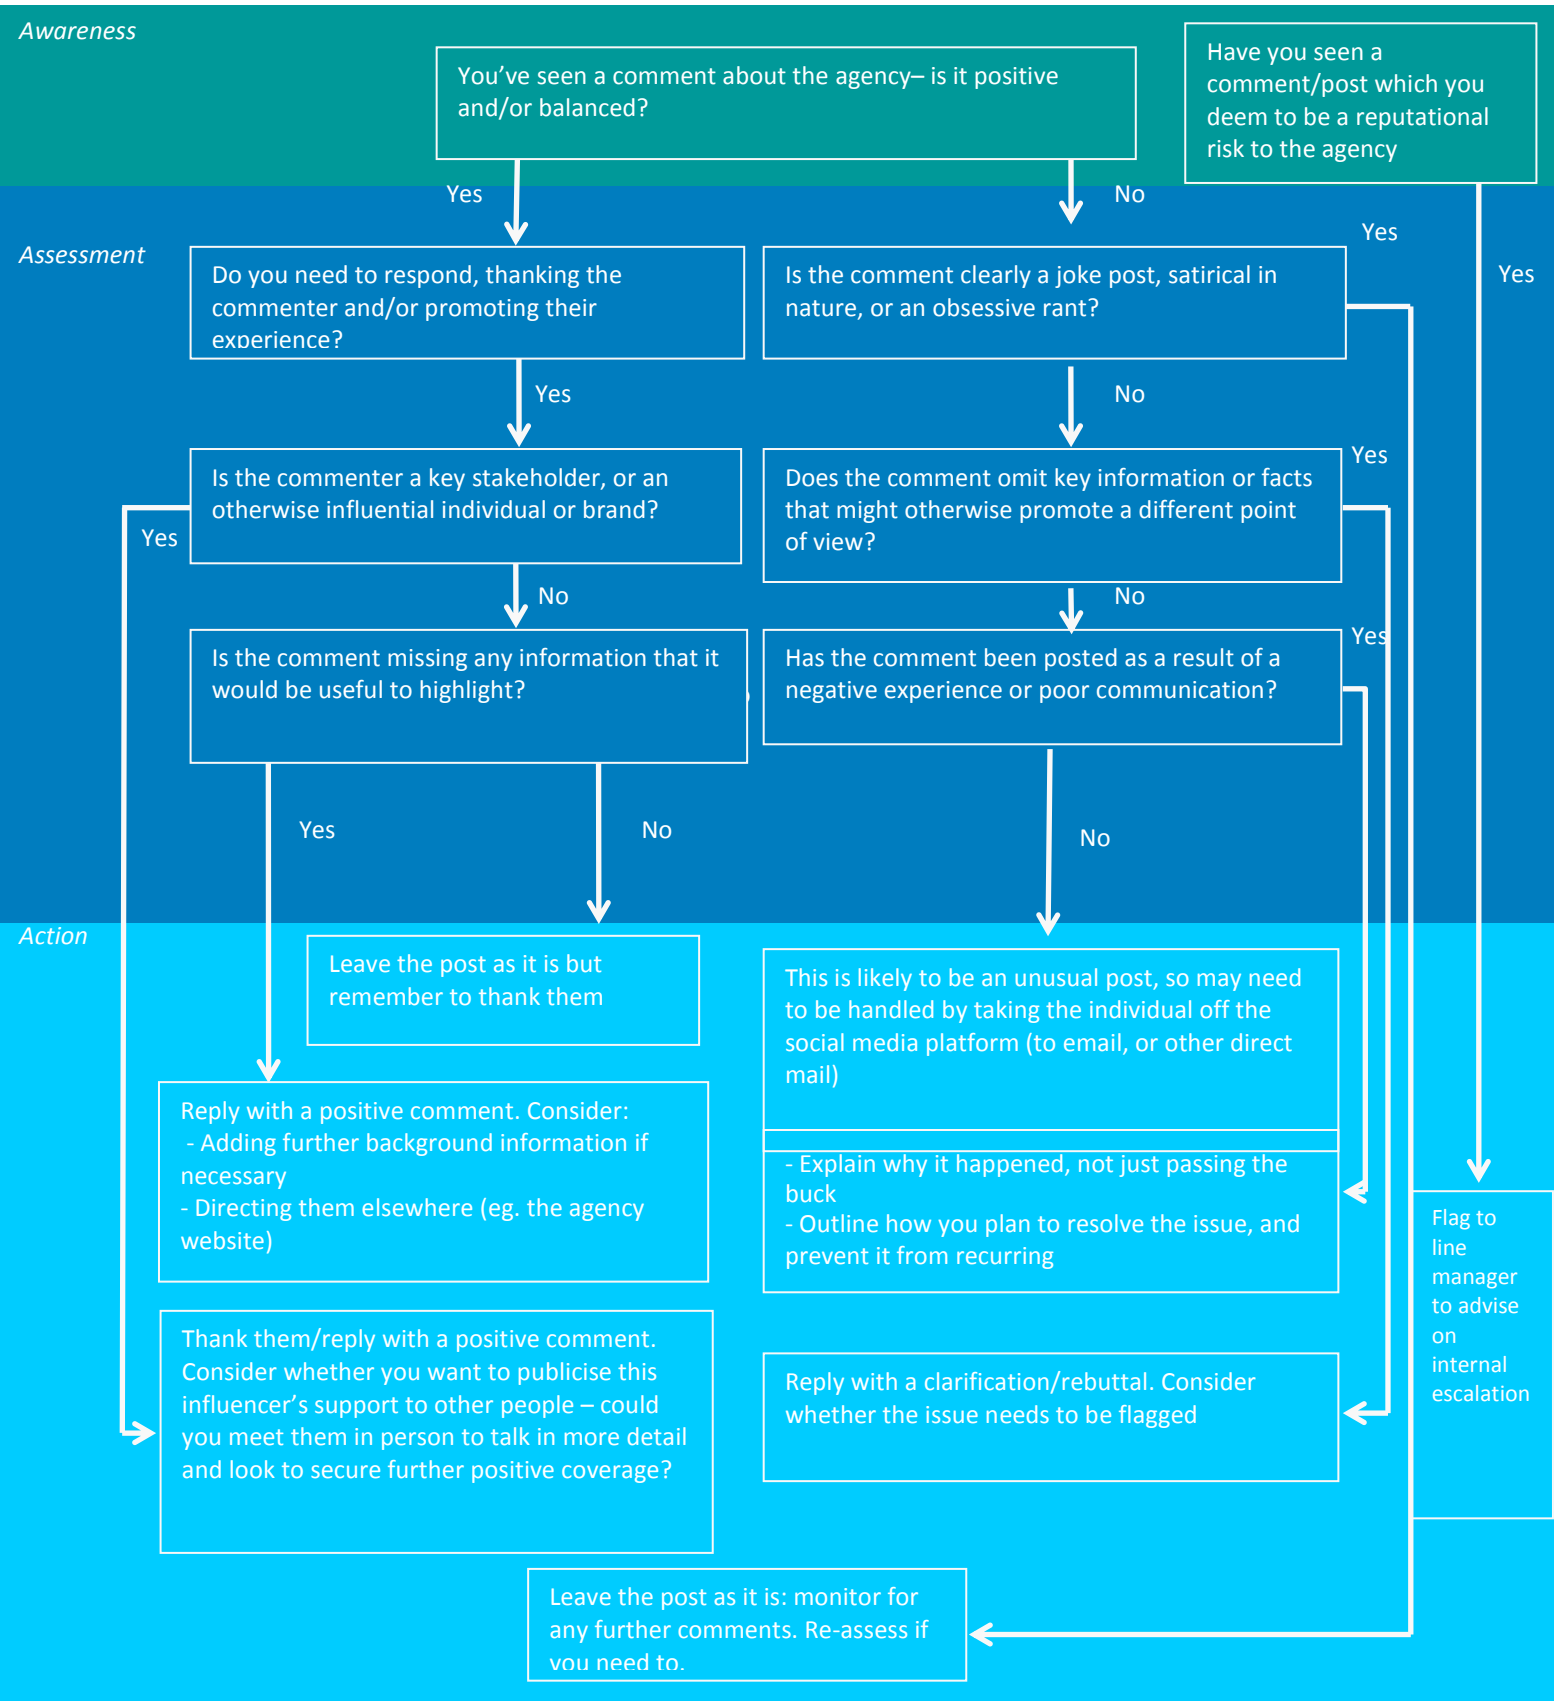 Awareness
You've seen a comment about the agency– is it positive
and/or balanced?
Have you seen a
comment/post which you
deem to be a reputational
risk to the agency
Yes
No
Yes
Yes
Assessment
Do you need to respond, thanking the
commenter and/or promoting their
experience?
Is the comment clearly a joke post, satirical in
nature, or an obsessive rant?
Yes
No
Is the commenter a key stakeholder, or an
otherwise influential individual or brand?
Yes
Does the comment omit key information or facts
that might otherwise promote a different point
of view?
Yes
No
No
Is the comment missing any information that it
would be useful to highlight?
Has the comment been posted as a result of a
negative experience or poor communication?
Yes
Yes
No
No
Action
Leave the post as it is but
remember to thank them
This is likely to be an unusual post, so may need
to be handled by taking the individual off the
social media platform (to email, or other direct
mail)
Reply with a positive comment. Consider:
- Adding further background information if
necessary
- Directing them elsewhere (eg. the agency
website)
- Explain why it happened, not just passing the
buck
- Outline how you plan to resolve the issue, and
prevent it from recurring
Flag to
line
manager
to advise
on
internal
escalation
Thank them/reply with a positive comment.
Consider whether you want to publicise this
influencer's support to other people – could
you meet them in person to talk in more detail
and look to secure further positive coverage?
Reply with a clarification/rebuttal. Consider
whether the issue needs to be flagged
Leave the post as it is: monitor for
any further comments. Re-assess if
you need to.